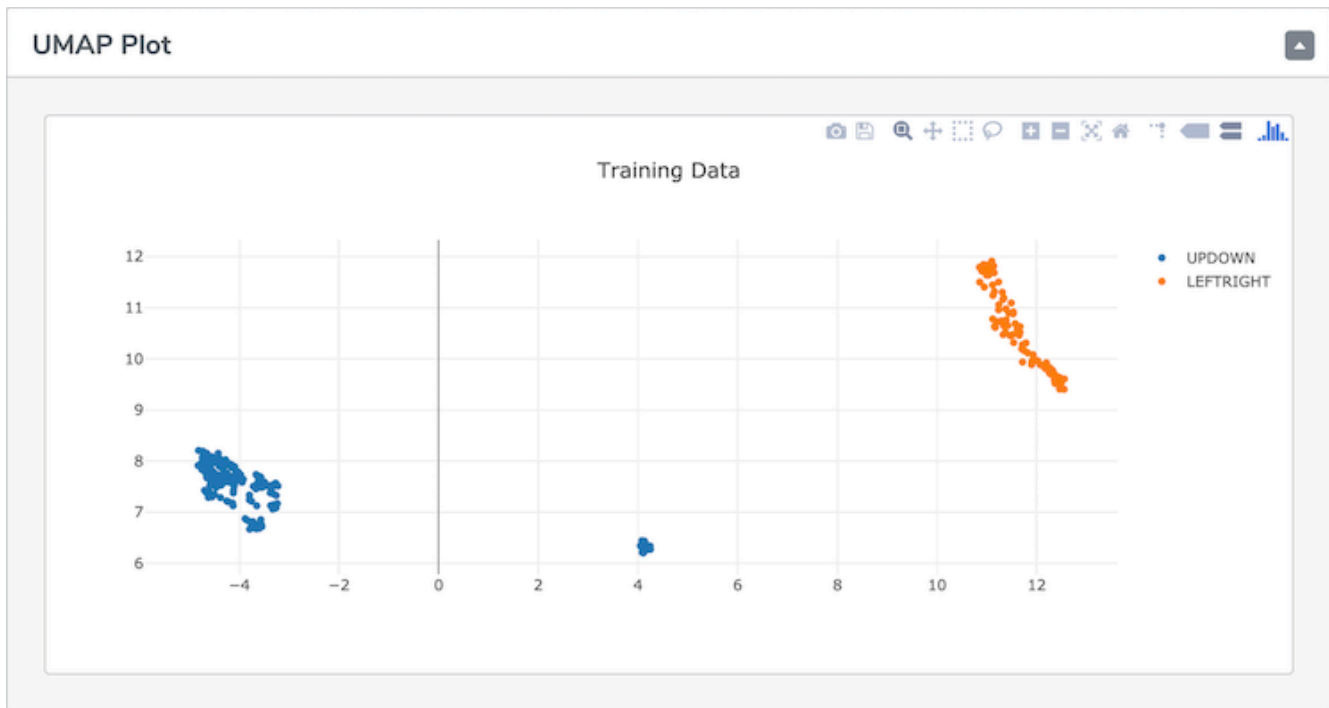 UMAP Plot
Training Data
12
11
10
9
8
7
6
−4 −2 0 2 4 6 8 10 12
UPDOWN
LEFTRIGHT